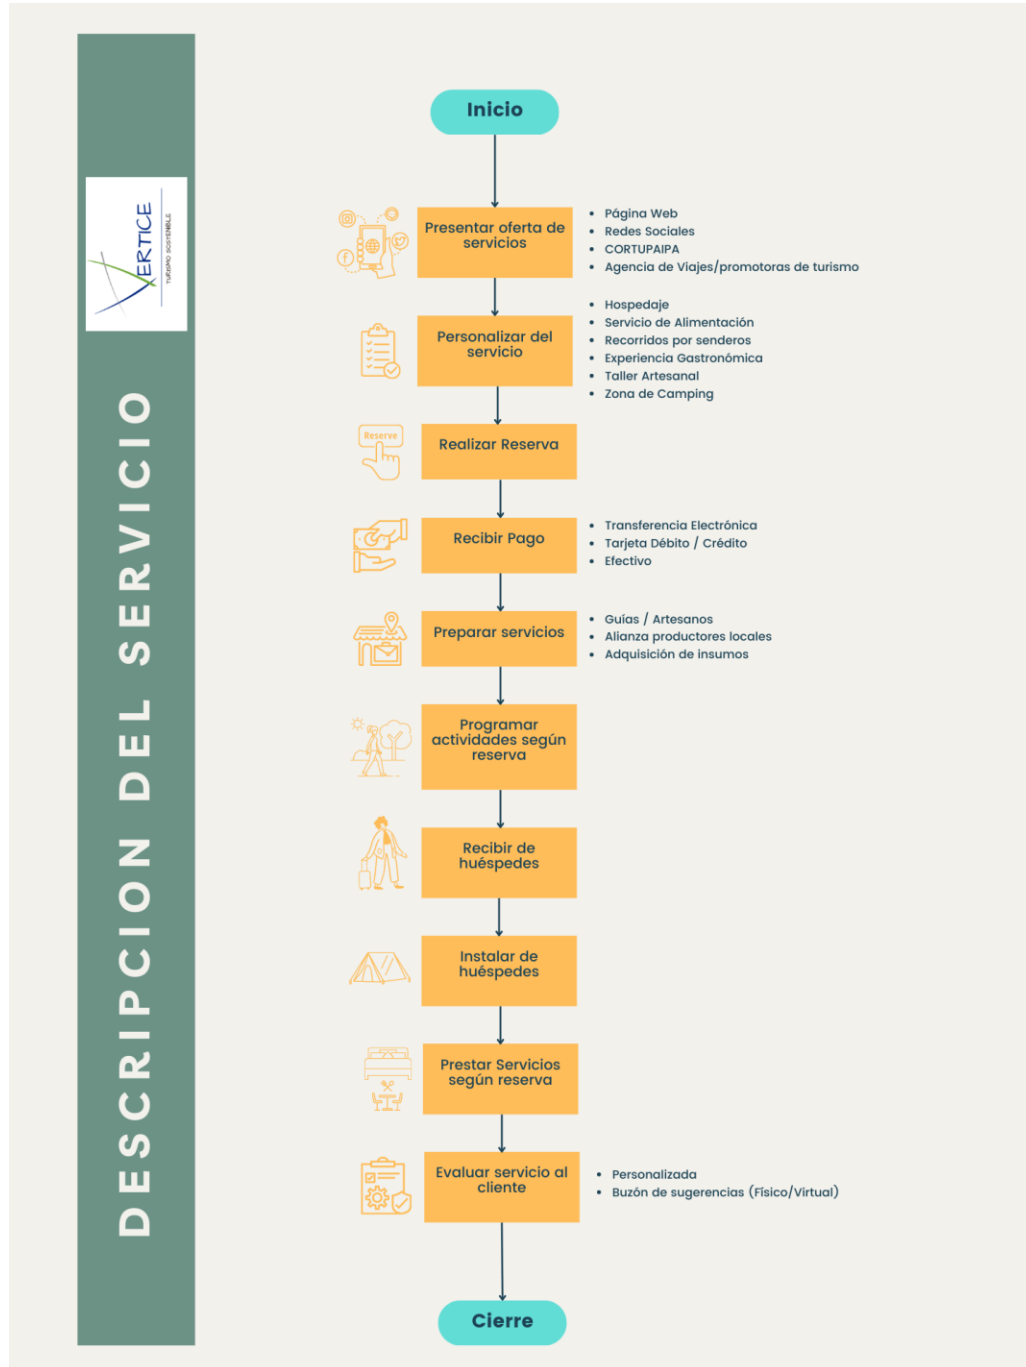 DESCRIPCION DEL SERVICIO
VERTICE
TURISMO SOSTENIBLE
Inicio
Presentar oferta de
servicios
• Página Web
• Redes Sociales
• CORTUPAIPA
• Agencia de Viajes/promotoras de turismo
Personalizar del
servicio
• Hospedaje
• Servicio de Alimentación
• Recorridos por senderos
• Experiencia Gastronómica
• Taller Artesanal
• Zona de Camping
Reserve
Realizar Reserva
Recibir Pago
• Transferencia Electrónica
• Tarjeta Débito / Crédito
• Efectivo
Preparar servicios
• Guías / Artesanos
• Alianza productores locales
• Adquisición de insumos
Programar
actividades según
reserva
Recibir de
huéspedes
Instalar de
huéspedes
Prestar Servicios
según reserva
Evaluar servicio al
cliente
• Personalizada
• Buzón de sugerencias (Físico/Virtual)
Cierre